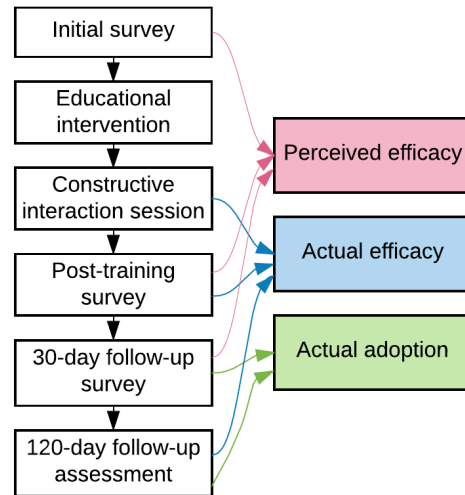 Initial survey
Educational
intervention
Constructive
interaction session
Post-training
survey
30-day follow-up
survey
120-day follow-up
assessment
Perceived efficacy
Actual efficacy
Actual adoption